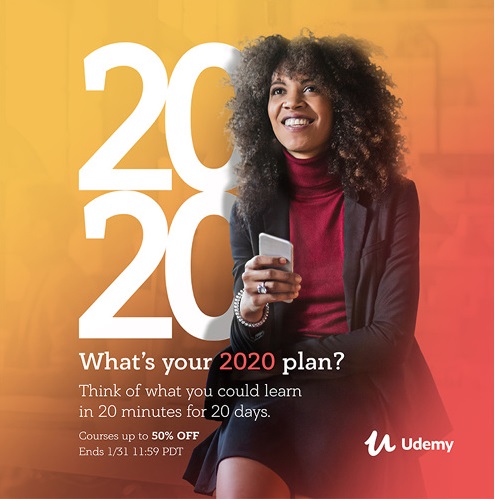 20
20
What's your 2020 plan?
Think of what you could learn
in 20 minutes for 20 days.
Courses up to 50% OFF
Ends 1/31 11:59 PDT
Udemy